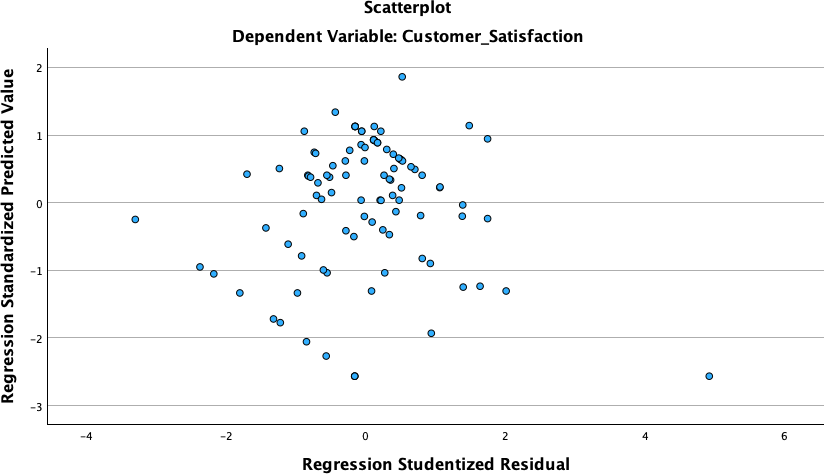 Scatterplot
Dependent Variable: Customer_Satisfaction
Regression Standardized Predicted Value
2
1
0
-1
-2
-3
-4 -2 0 2 4 6
Regression Studentized Residual